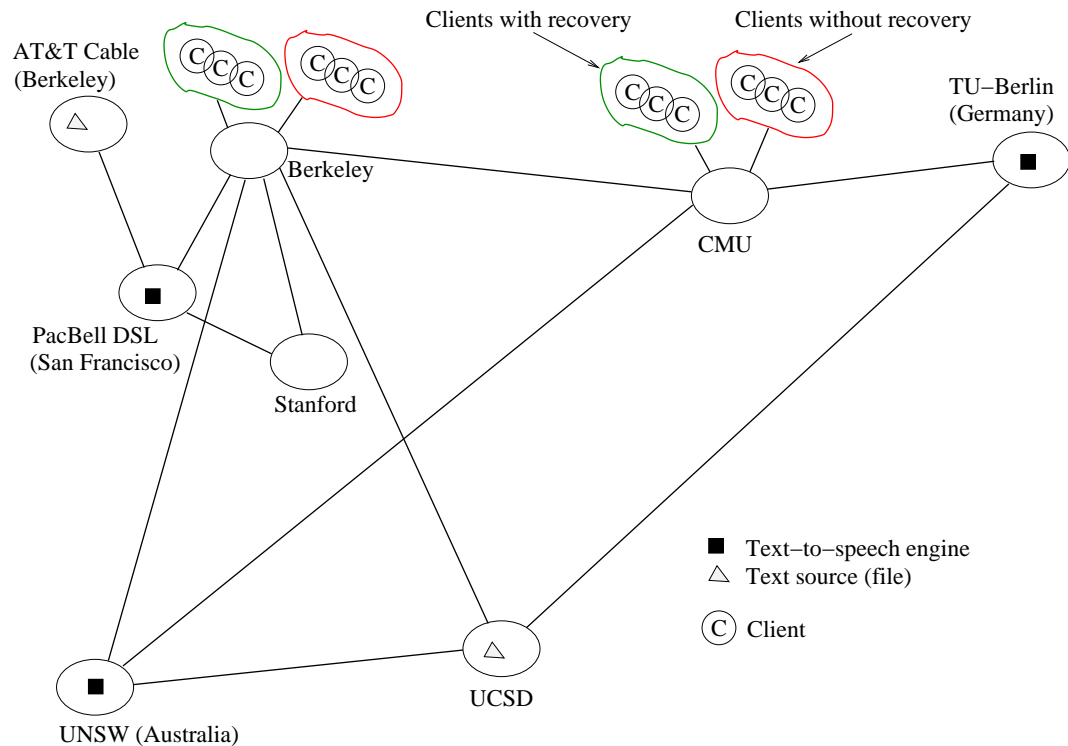 Clients with recovery
Clients without recovery
AT&T Cable
(Berkeley)
C C C
C C C
C C C
C C C
TU−Berlin
(Germany)
Berkeley
CMU
PacBell DSL
(San Francisco)
Stanford
Text−to−speech engine
Text source (file)
C Client
UCSD
UNSW (Australia)